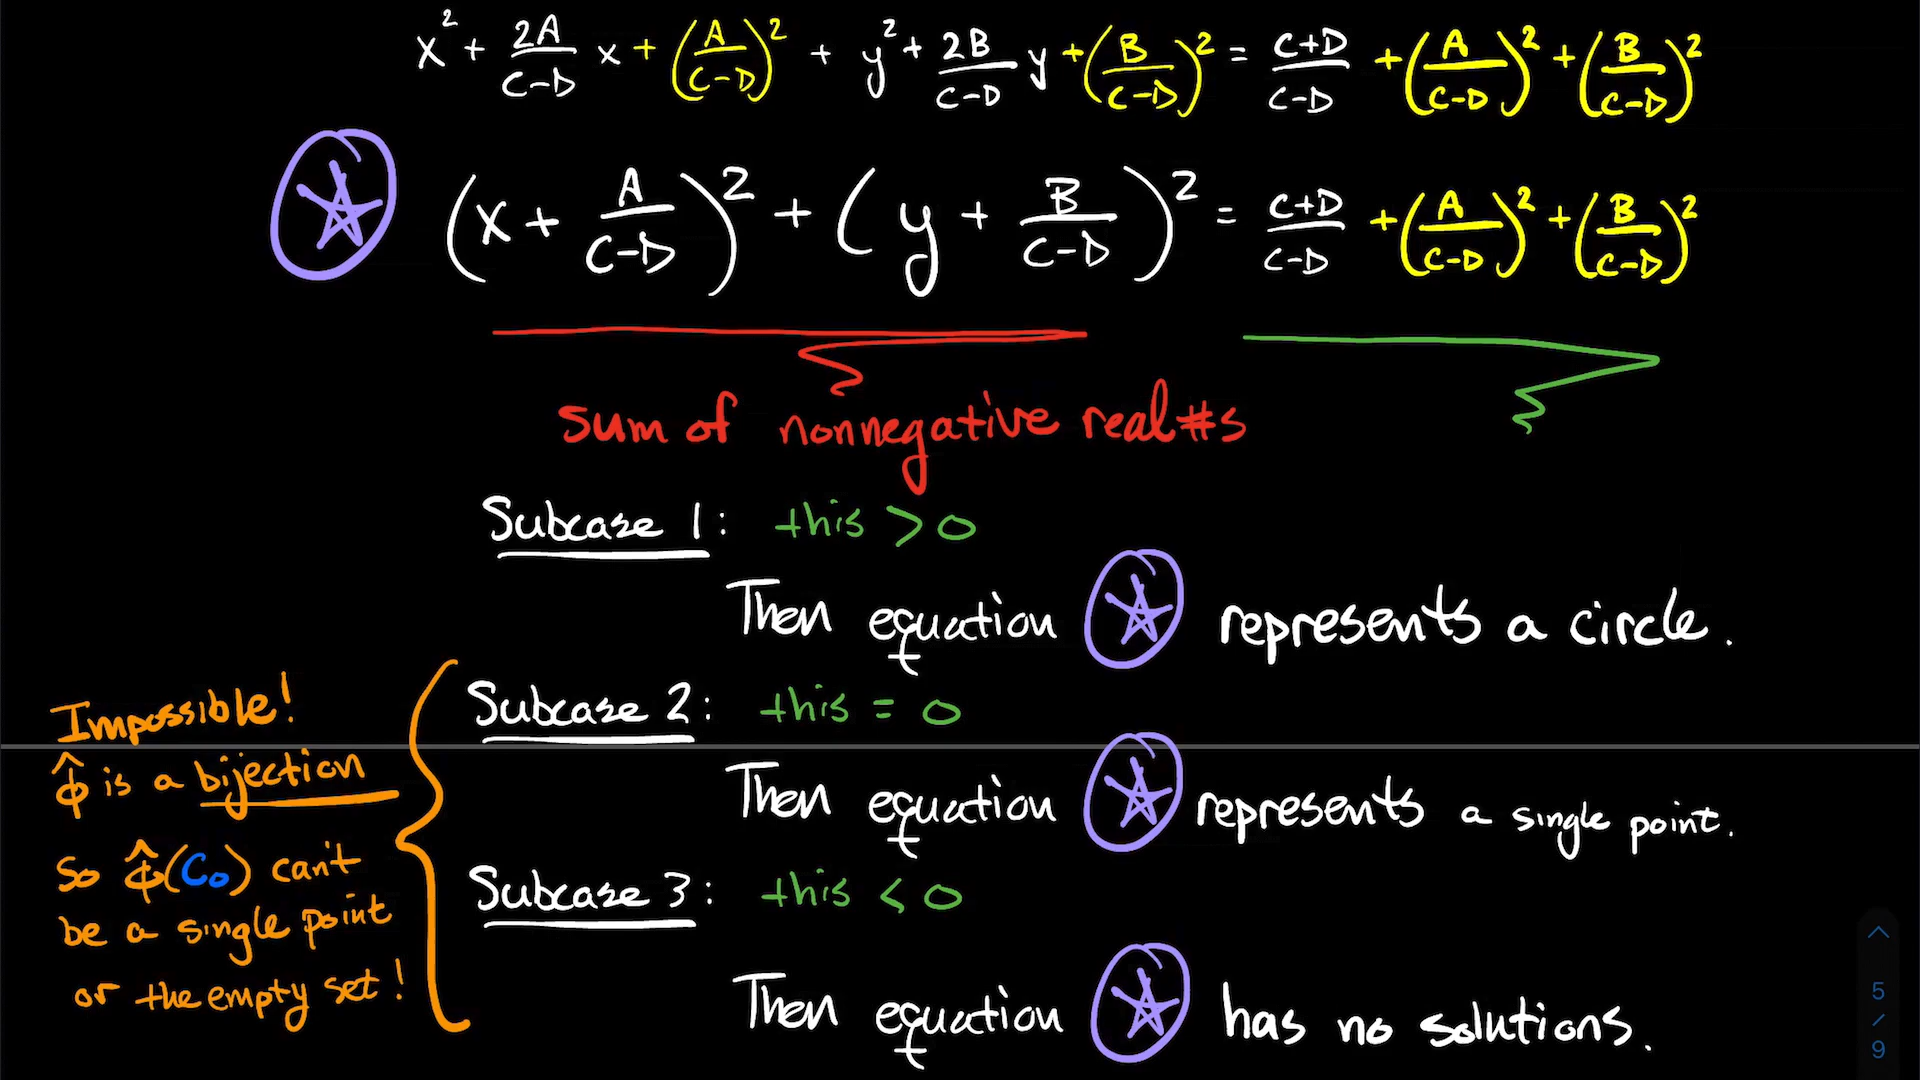 x² + 2A/(C-D) x + (A/(C-D))² + y² + 2B/(C-D) y + (B/(C-D))² = (C+D)/(C-D) + (A/(C-D))² + (B/(C-D))²
☆ (x + A/(C-D))² + (y + B/(C-D))² = (C+D)/(C-D) + (A/(C-D))² + (B/(C-D))²
sum of nonnegative real #s
Subcase 1: this > 0
Then equation ☆ represents a circle.
Subcase 2: this = 0
Then equation ☆ represents a single point.
Subcase 3: this < 0
Then equation ☆ has no solutions.
Impossible!
Φ̂ is a bijection
So Φ̂(C₀) can't
be a single point
or the empty set!
5
/
9